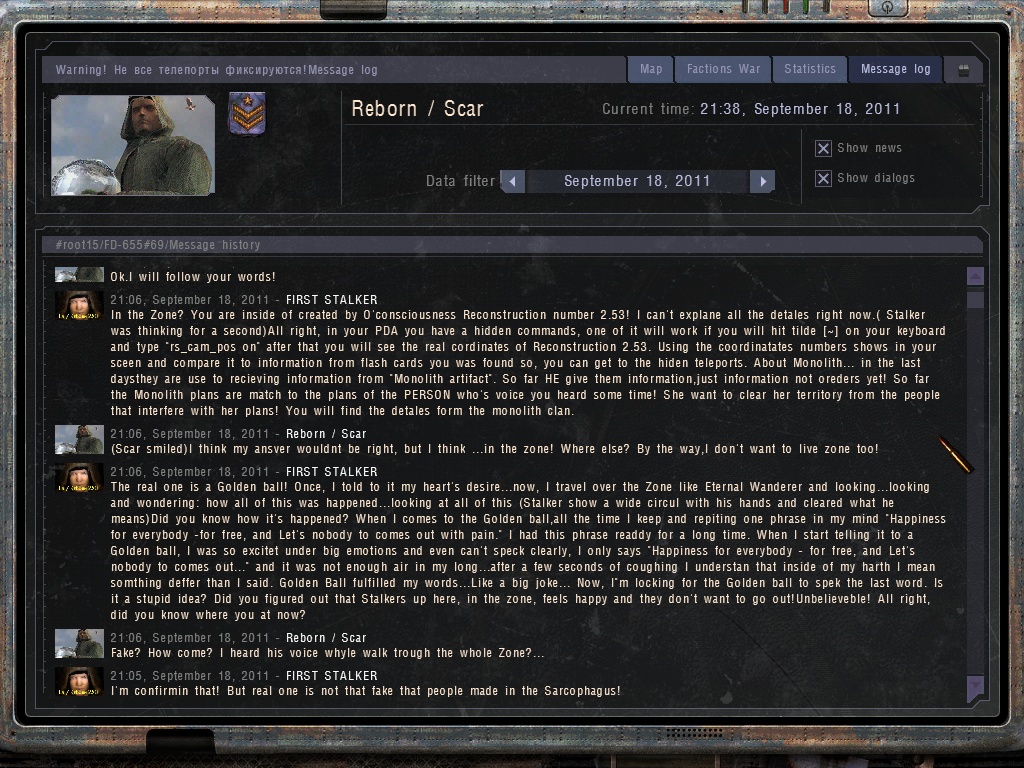 Warning! Не все телепорты фиксируются!Message log
Map
Factions War
Statistics
Message log
Reborn / Scar
Current time: 21:38, September 18, 2011
Show news
Data filter
September 18, 2011
Show dialogs
#root15/FD-655#69/Message history
Ok.I will follow your words!
21:06, September 18, 2011 - FIRST STALKER
In the Zone? You are inside of created by O'consciousness Reconstruction number 2.53! I can't explane all the detales right now.( Stalker
was thinking for a second)All right, in your PDA you have a hidden commands, one of it will work if you will hit tilde [~] on your keyboard
and type "rs_cam_pos on" after that you will see the real cordinates of Reconstruction 2.53. Using the coordinatates numbers shows in your
sceen and compare it to information from flash cards you was found so, you can get to the hidden teleports. About Monolith... in the last
daysthey are use to recieving information from "Monolith artifact". So far HE give them information,just information not oreders yet! So far
the Monolith plans are match to the plans of the PERSON who's voice you heard some time! She want to clear her territory from the people
that interfere with her plans! You will find the detales form the monolith clan.
21:06, September 18, 2011 - Reborn / Scar
(Scar smiled)I think my ansver wouldnt be right, but I think ...in the zone! Where else? By the way,I don't want to live zone too!
21:06, September 18, 2011 - FIRST STALKER
The real one is a Golden ball! Once, I told to it my heart's desire...now, I travel over the Zone like Eternal Wanderer and looking...looking
and wondering: how all of this was happened...looking at all of this (Stalker show a wide circul with his hands and cleared what he
means)Did you know how it's happened? When I comes to the Golden ball,all the time I keep and repiting one phrase in my mind "Happiness
for everybody -for free, and Let's nobody to comes out with pain." I had this phrase readdy for a long time. When I start telling it to a
Golden ball, I was so excitet under big emotions and even can't speck clearly, I only says "Happiness for everybody - for free, and Let's
nobody to comes out..." and it was not enough air in my long...after a few seconds of coughing I understan that inside of my harth I mean
somthing deffer than I said. Golden Ball fulfilled my words...Like a big joke... Now, I'm locking for the Golden ball to spek the last word. Is
it a stupid idea? Did you figured out that Stalkers up here, in the zone, feels happy and they don't want to go out!Unbelieveble! All right,
did you know where you at now?
21:06, September 18, 2011 - Reborn / Scar
Fake? How come? I heard his voice whyle walk trough the whole Zone?...
21:05, September 18, 2011 - FIRST STALKER
I'm confirmin that! But real one is not that fake that people made in the Sarcophagus!